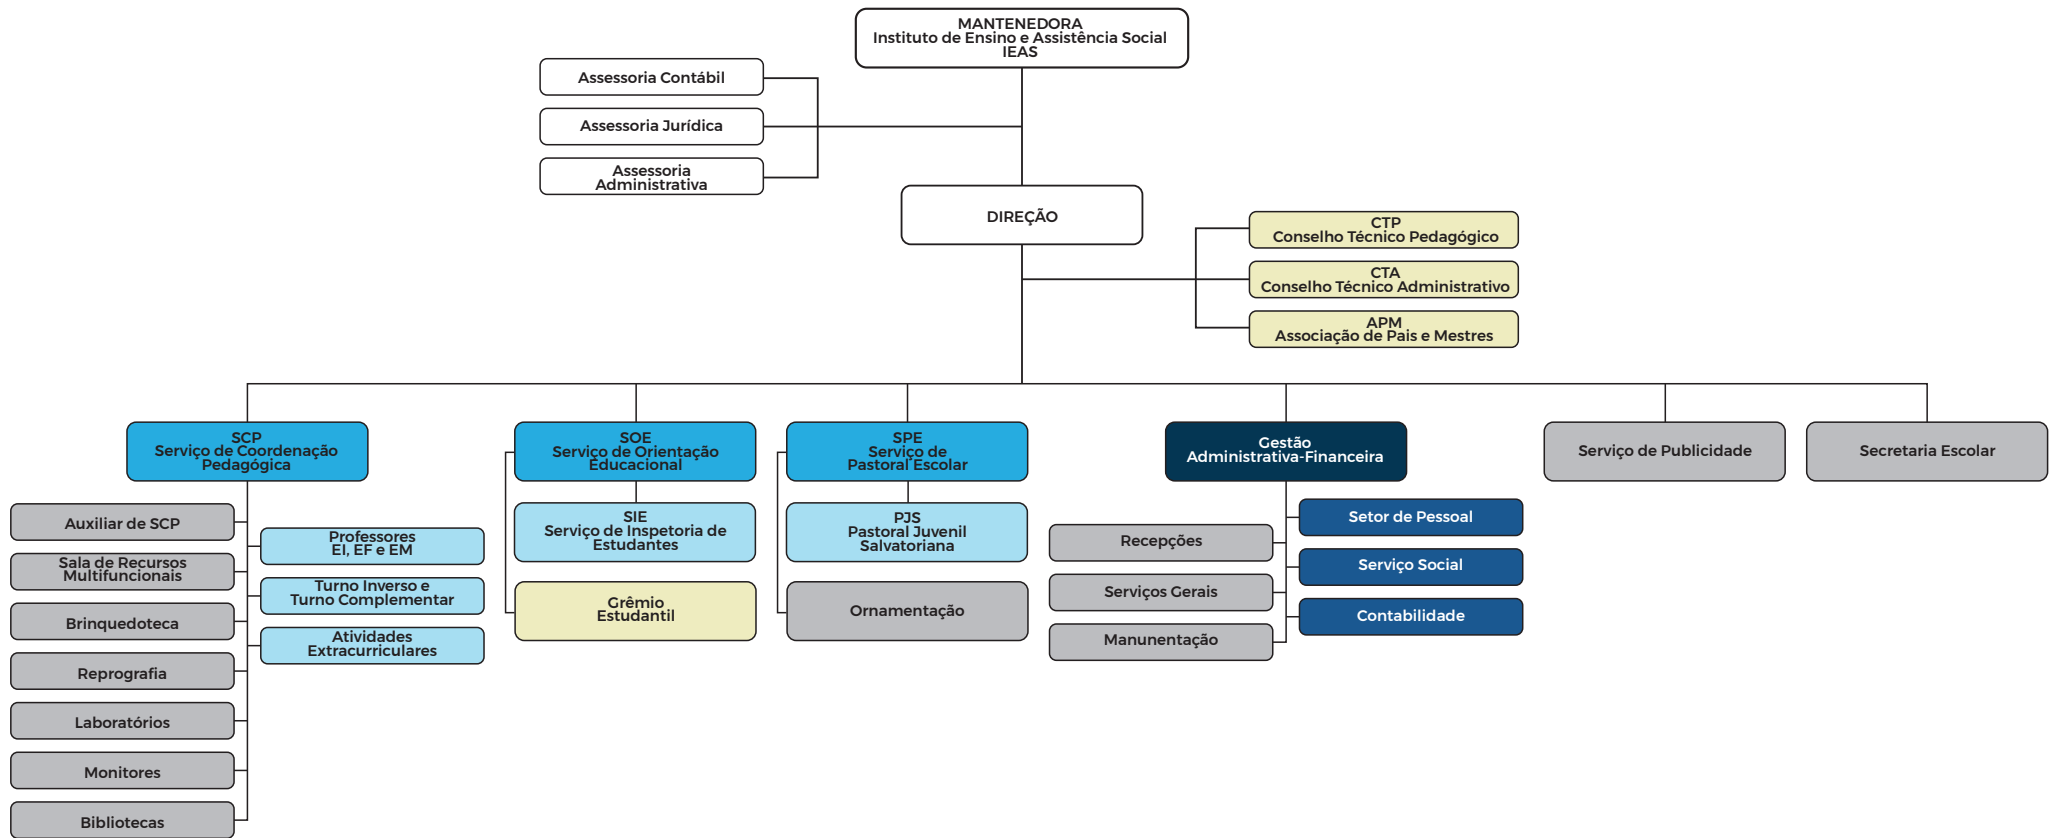 MANTENEDORA
Instituto de Ensino e Assistência Social
IEAS
Assessoria Contábil
Assessoria Jurídica
Assessoria
Administrativa
DIREÇÃO
CTP
Conselho Técnico Pedagógico
CTA
Conselho Técnico Administrativo
APM
Associação de Pais e Mestres
SCP
Serviço de Coordenação
Pedagógica
SOE
Serviço de Orientação
Educacional
SPE
Serviço de
Pastoral Escolar
Gestão
Administrativa-Financeira
Serviço de Publicidade
Secretaria Escolar
Auxiliar de SCP
Sala de Recursos
Multifuncionais
Brinquedoteca
Reprografia
Laboratórios
Monitores
Bibliotecas
Professores
EI, EF e EM
Turno Inverso e
Turno Complementar
Atividades
Extracurriculares
SIE
Serviço de Inspetoria de
Estudantes
Grêmio
Estudantil
PJS
Pastoral Juvenil
Salvatoriana
Ornamentação
Recepções
Serviços Gerais
Manunentação
Setor de Pessoal
Serviço Social
Contabilidade